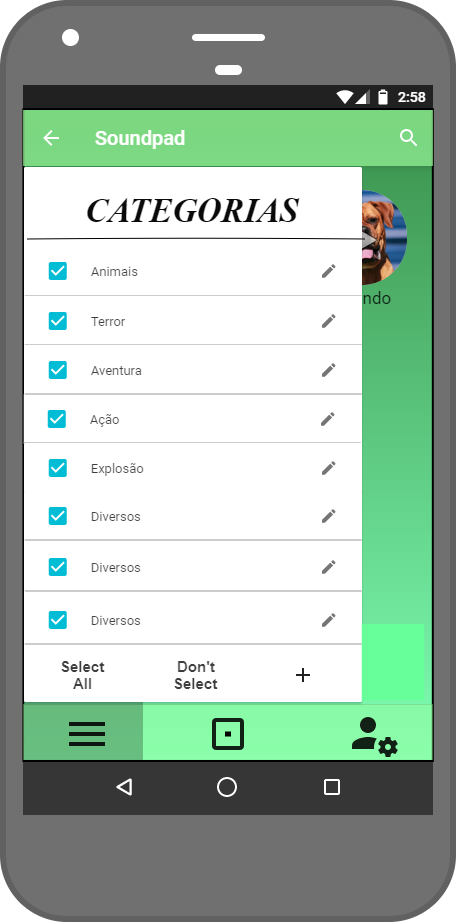 2:58
Soundpad
CATEGORIAS
ndo
Animais
Terror
Aventura
Ação
Explosão
Diversos
Diversos
Diversos
Select
All
Don't
Select